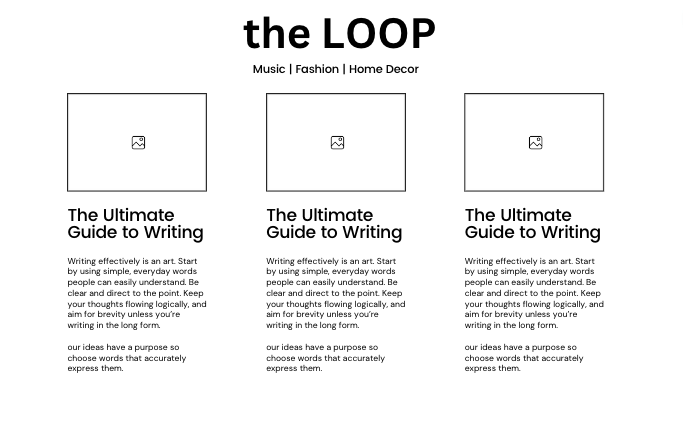 the LOOP
Music | Fashion | Home Decor
The Ultimate
Guide to Writing
Writing effectively is an art. Start
by using simple, everyday words
people can easily understand. Be
clear and direct to the point. Keep
your thoughts flowing logically, and
aim for brevity unless you're
writing in the long form.
our ideas have a purpose so
choose words that accurately
express them.
The Ultimate
Guide to Writing
Writing effectively is an art. Start
by using simple, everyday words
people can easily understand. Be
clear and direct to the point. Keep
your thoughts flowing logically, and
aim for brevity unless you're
writing in the long form.
our ideas have a purpose so
choose words that accurately
express them.
The Ultimate
Guide to Writing
Writing effectively is an art. Start
by using simple, everyday words
people can easily understand. Be
clear and direct to the point. Keep
your thoughts flowing logically, and
aim for brevity unless you're
writing in the long form.
our ideas have a purpose so
choose words that accurately
express them.